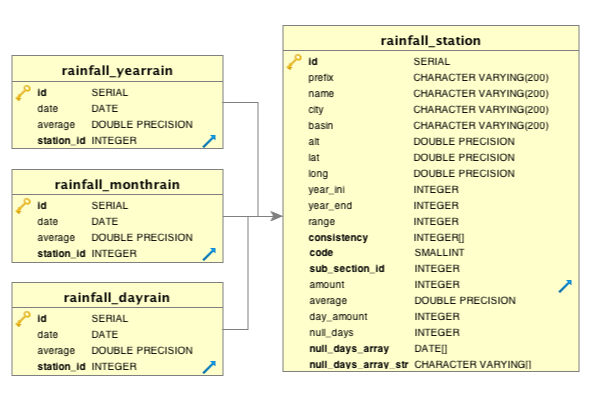 rainfall_yearrain
id SERIAL
date DATE
average DOUBLE PRECISION
station_id INTEGER
rainfall_monthrain
id SERIAL
date DATE
average DOUBLE PRECISION
station_id INTEGER
rainfall_dayrain
id SERIAL
date DATE
average DOUBLE PRECISION
station_id INTEGER
rainfall_station
id SERIAL
prefix CHARACTER VARYING(200)
name CHARACTER VARYING(200)
city CHARACTER VARYING(200)
basin CHARACTER VARYING(200)
alt DOUBLE PRECISION
lat DOUBLE PRECISION
long DOUBLE PRECISION
year_ini INTEGER
year_end INTEGER
range INTEGER
consistency INTEGER[]
code SMALLINT
sub_section_id INTEGER
amount INTEGER
average DOUBLE PRECISION
day_amount INTEGER
null_days INTEGER
null_days_array DATE[]
null_days_array_str CHARACTER VARYING[]